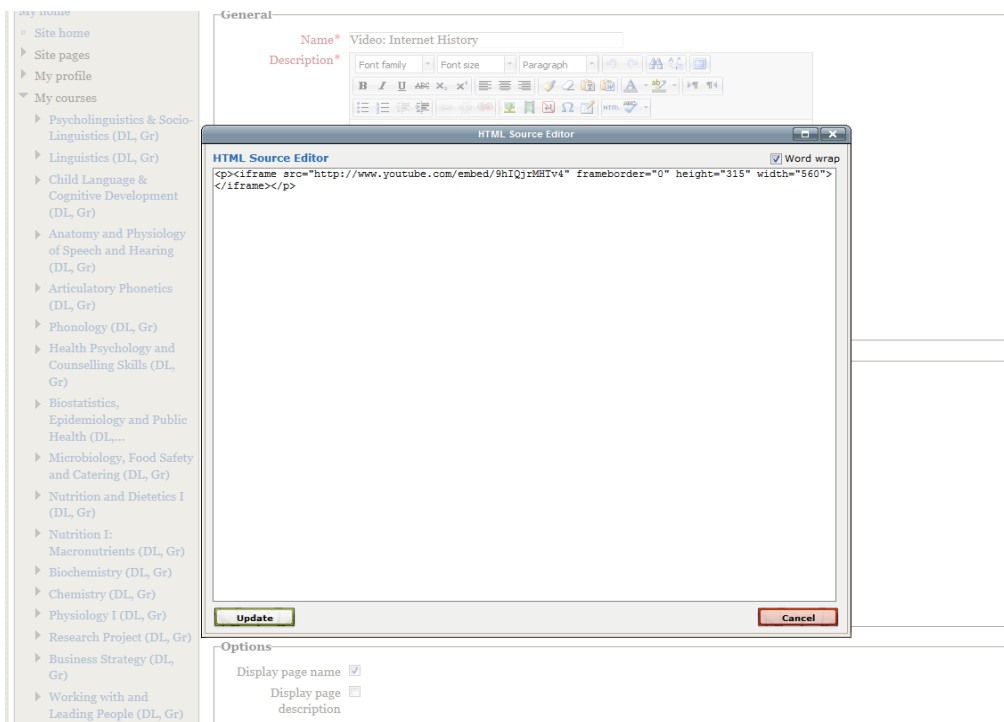 My home
Site home
Site pages
My profile
My courses
Psycholinguistics & Socio-
Linguistics (DL, Gr)
Linguistics (DL, Gr)
Child Language &
Cognitive Development
(DL, Gr)
Anatomy and Physiology
of Speech and Hearing
(DL, Gr)
Articulatory Phonetics
(DL, Gr)
Phonology (DL, Gr)
Health Psychology and
Counselling Skills (DL,
Gr)
Biostatistics,
Epidemiology and Public
Health (DL,...
Microbiology, Food Safety
and Catering (DL, Gr)
Nutrition and Dietetics I
(DL, Gr)
Nutrition I:
Macronutrients (DL, Gr)
Biochemistry (DL, Gr)
Chemistry (DL, Gr)
Physiology I (DL, Gr)
Research Project (DL, Gr)
Business Strategy (DL,
Gr)
Working with and
Leading People (DL, Gr)
General
Name* Video: Internet History
Description*
Font family Font size Paragraph
B I U ABC X₂ X² A ab
Ω HTML ABC
HTML Source Editor
HTML Source Editor Word wrap
<p><iframe src="http://www.youtube.com/embed/9hIQjrMHTv4" frameborder="0" height="315" width="560">
</iframe></p>
Update Cancel
Options
Display page name
Display page
description